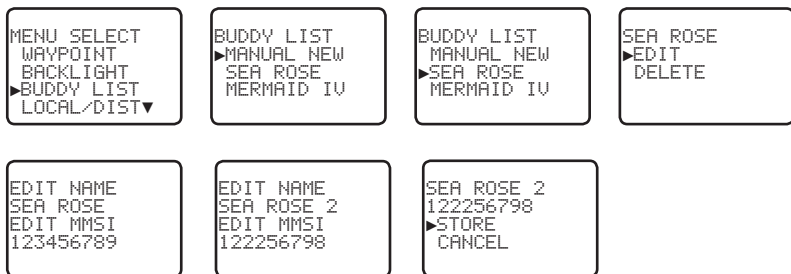 MENU SELECT
WAYPOINT
BACKLIGHT
►BUDDY LIST
LOCAL/DIST▼
BUDDY LIST
►MANUAL NEW
SEA ROSE
MERMAID IV
BUDDY LIST
MANUAL NEW
►SEA ROSE
MERMAID IV
SEA ROSE
►EDIT
DELETE
EDIT NAME
SEA ROSE
EDIT MMSI
123456789
EDIT NAME
SEA ROSE 2
EDIT MMSI
122256798
SEA ROSE 2
122256798
►STORE
CANCEL